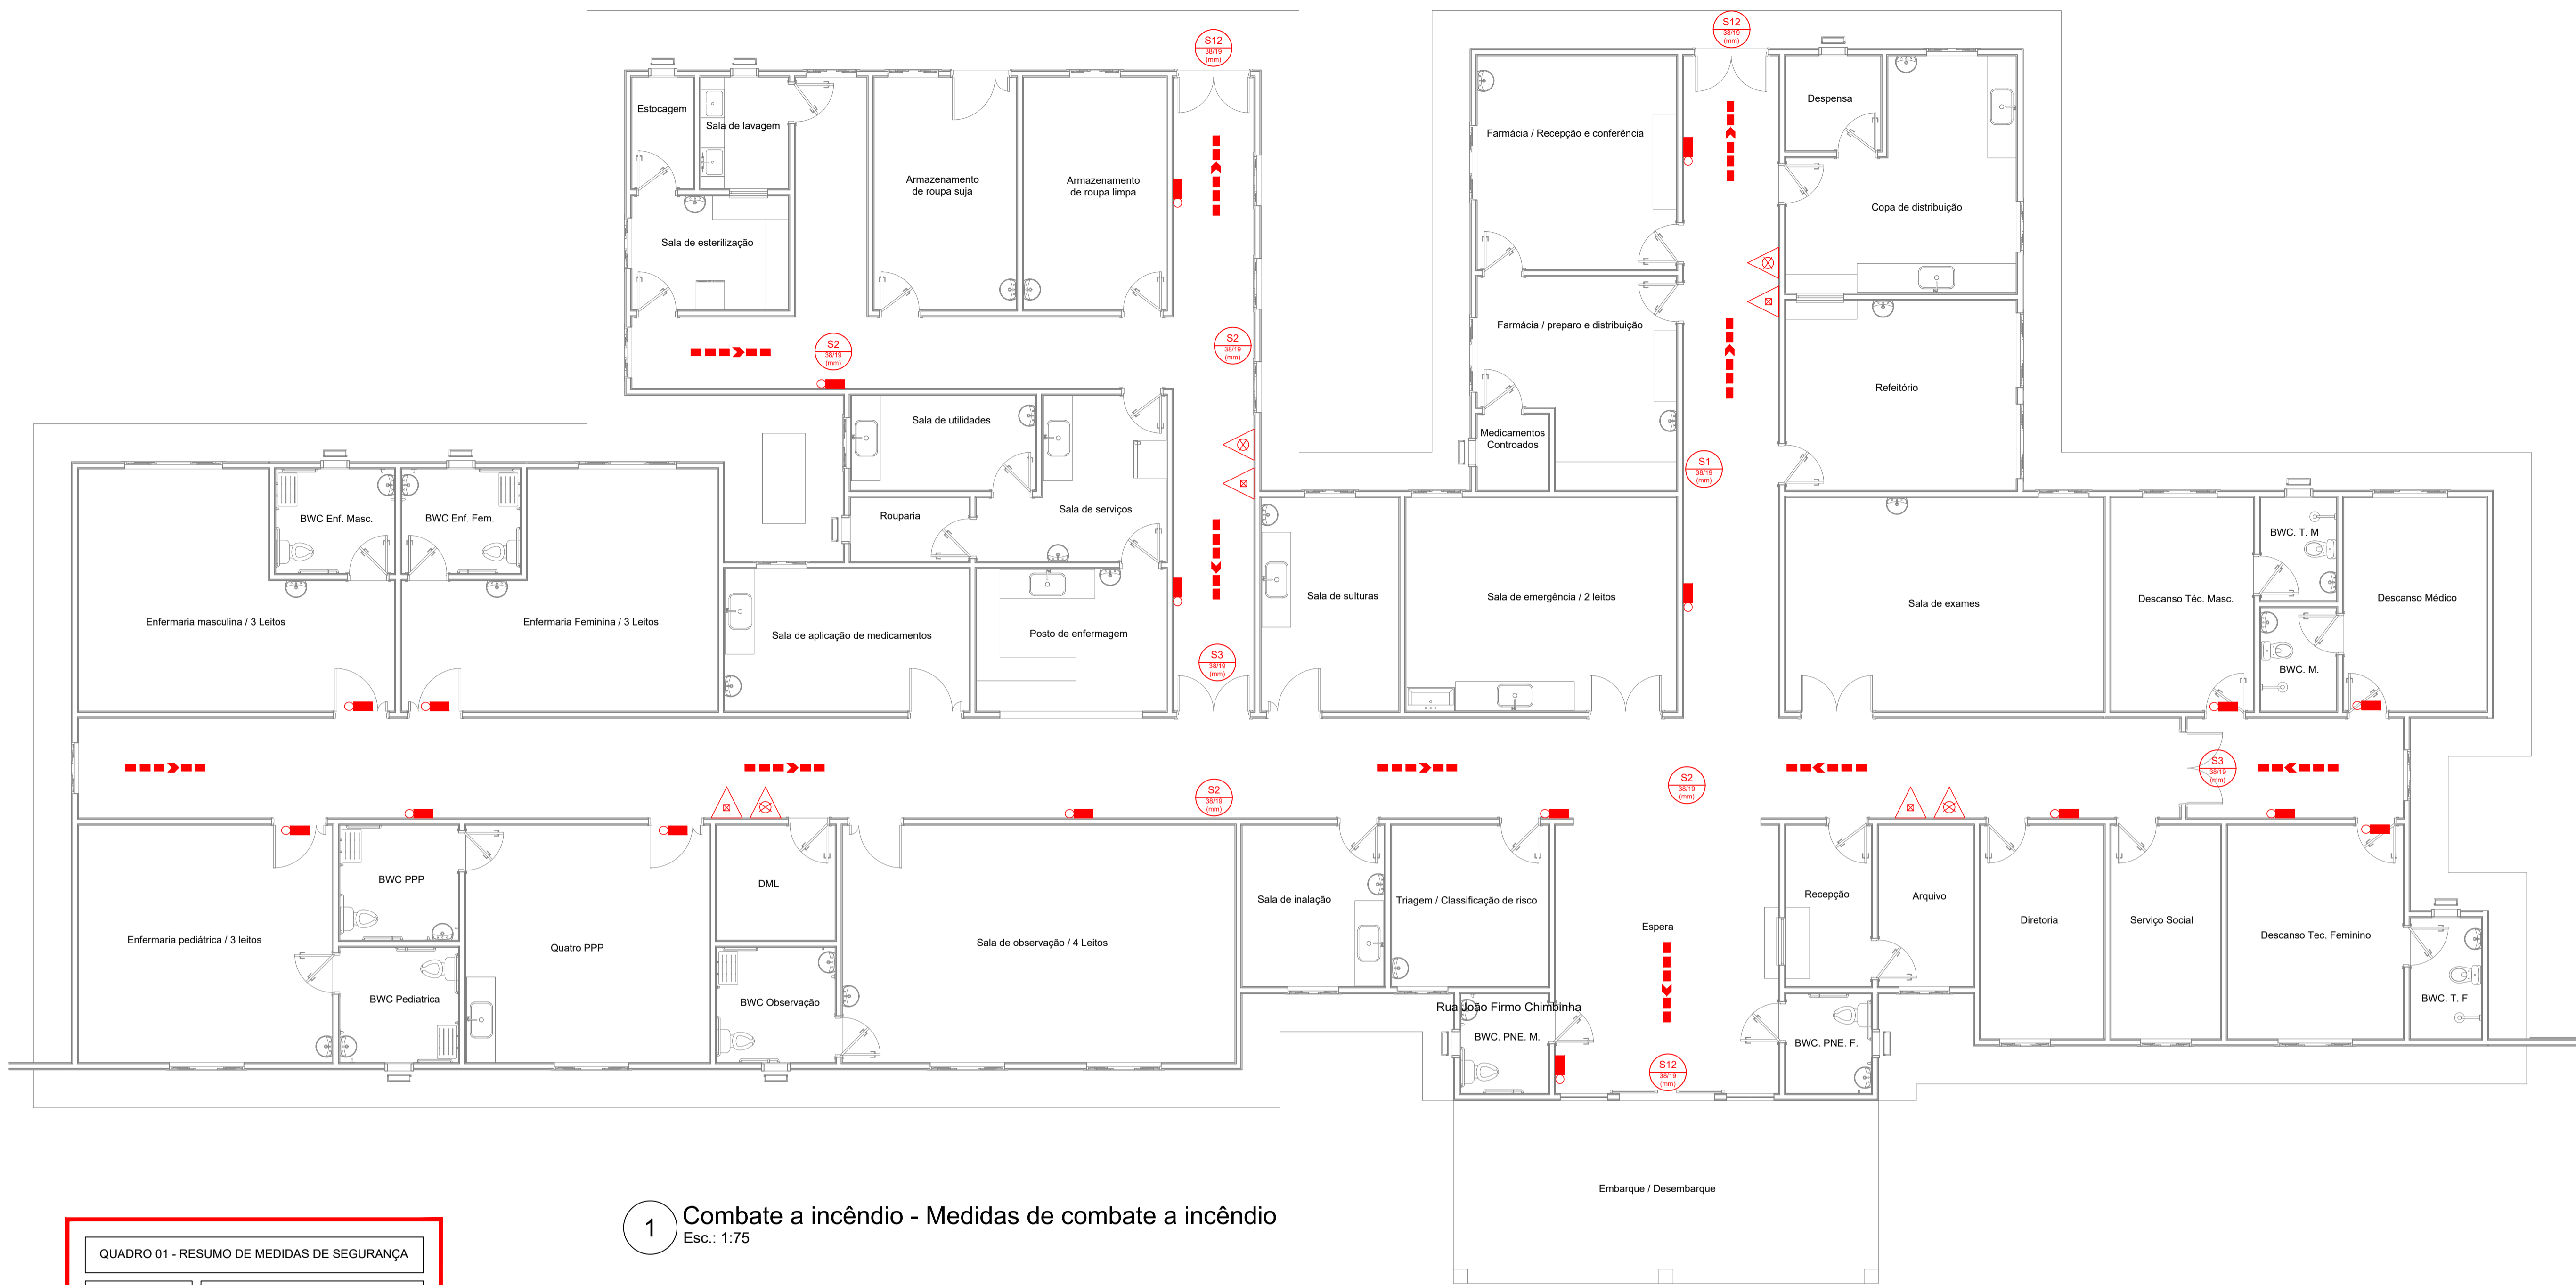 S12
38/19
(mm)
S12
38/19
(mm)
Estocagem
Sala de lavagem
Despensa
Farmácia / Recepção e conferência
Armazenamento
de roupa suja
Armazenamento
de roupa limpa
Copa de distribuição
Sala de esterilização
Farmácia / preparo e distribuição
S2
38/19
(mm)
S2
38/19
(mm)
Refeitório
Sala de utilidades
Medicamentos
Controados
S1
38/19
(mm)
BWC Enf. Masc.
BWC Enf. Fem.
Rouparia
Sala de serviços
BWC. T. M
Enfermaria masculina / 3 Leitos
Enfermaria Feminina / 3 Leitos
Sala de aplicação de medicamentos
Posto de enfermagem
Sala de sulturas
Sala de emergência / 2 leitos
Sala de exames
Descanso Téc. Masc.
Descanso Médico
BWC. M.
S3
38/19
(mm)
S2
38/19
(mm)
S2
38/19
(mm)
S3
38/19
(mm)
BWC PPP
DML
Sala de inalação
Triagem / Classificação de risco
Recepção
Arquivo
Enfermaria pediátrica / 3 leitos
Quatro PPP
Sala de observação / 4 Leitos
Espera
Diretoria
Serviço Social
Descanso Tec. Feminino
BWC Pediatrica
BWC Observação
Rua João Firmo Chimbinha
BWC. PNE. M.
BWC. PNE. F.
BWC. T. F
S12
38/19
(mm)
Embarque / Desembarque
1
Combate a incêndio - Medidas de combate a incêndio
Esc.: 1:75
QUADRO 01 - RESUMO DE MEDIDAS DE SEGURANÇA